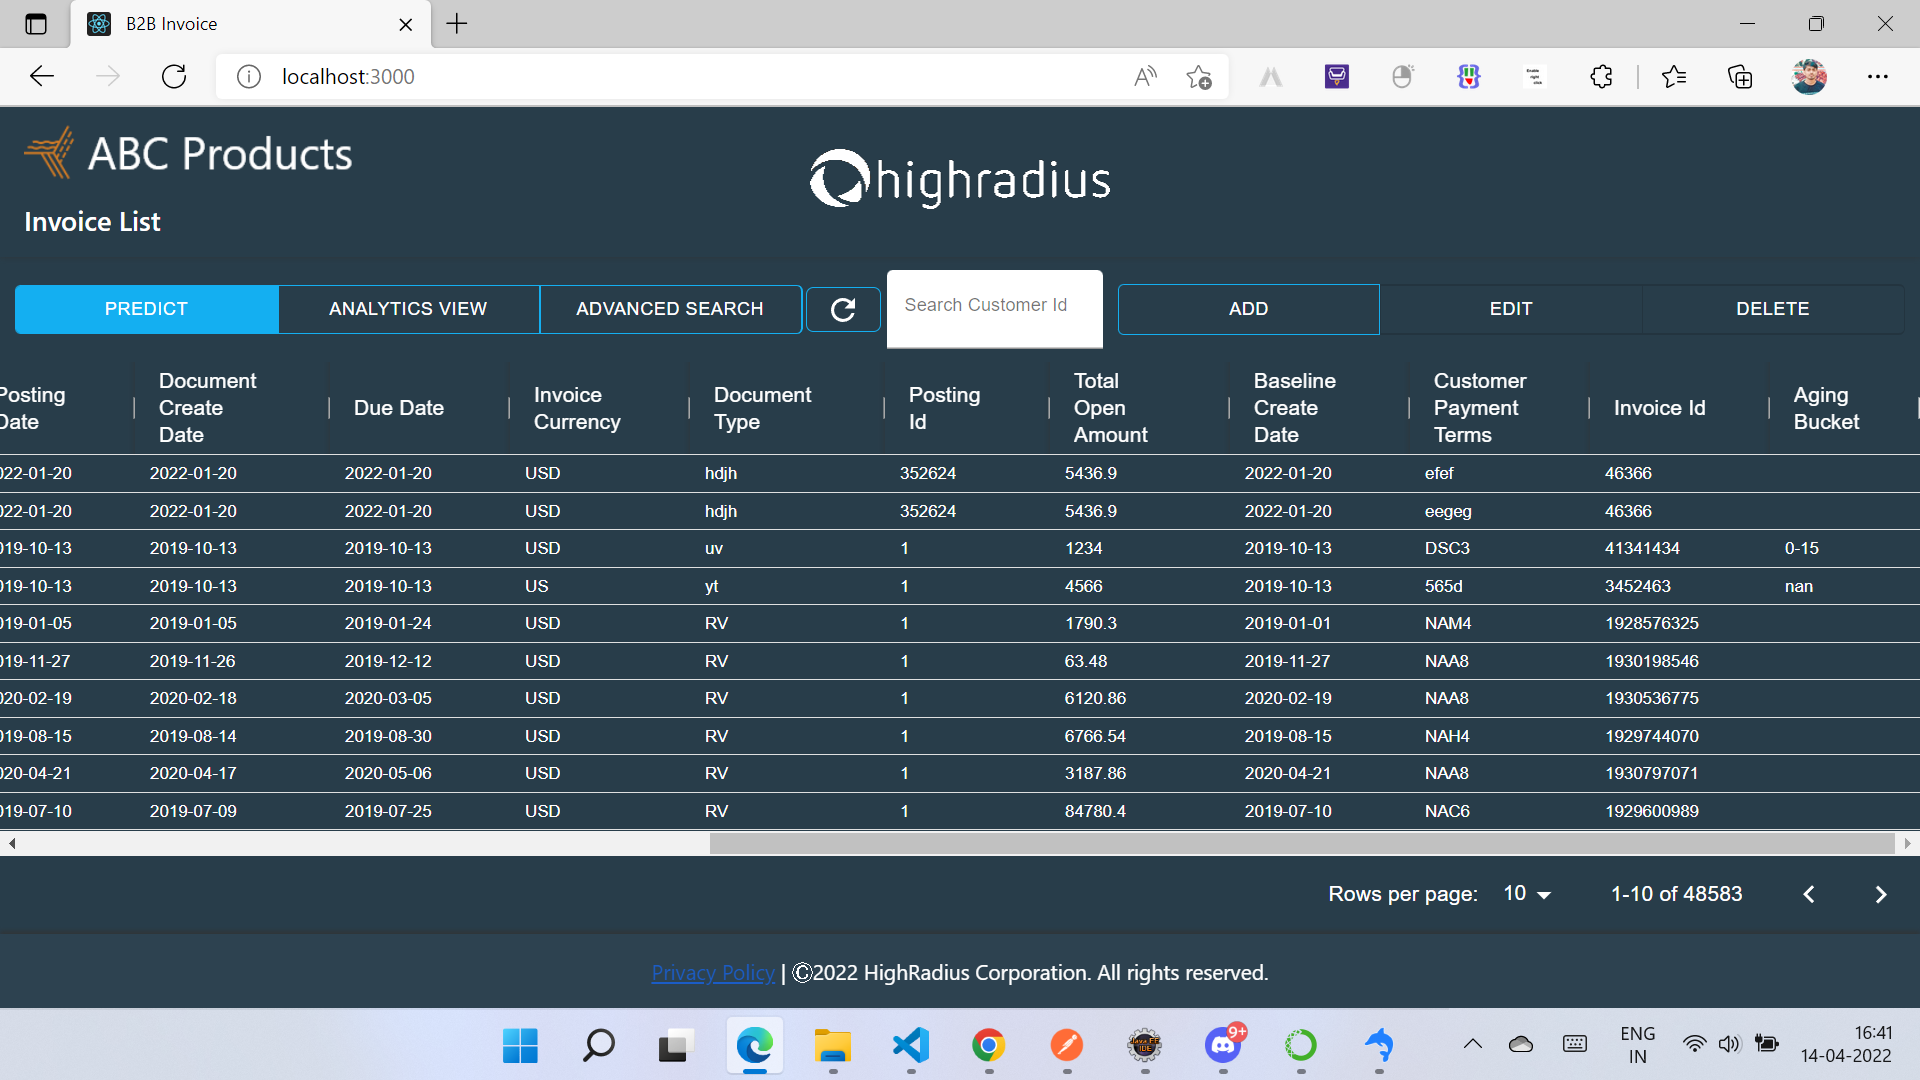 B2B Invoice
localhost:3000
ABC Products
highradius
Invoice List
PREDICT ANALYTICS VIEW ADVANCED SEARCH Search Customer Id ADD EDIT DELETE
Posting Date Document Create Date Due Date Invoice Currency Document Type Posting Id Total Open Amount Baseline Create Date Customer Payment Terms Invoice Id Aging Bucket
022-01-20 2022-01-20 2022-01-20 USD hdjh 352624 5436.9 2022-01-20 efef 46366
022-01-20 2022-01-20 2022-01-20 USD hdjh 352624 5436.9 2022-01-20 eegeg 46366
019-10-13 2019-10-13 2019-10-13 USD uv 1 1234 2019-10-13 DSC3 41341434 0-15
019-10-13 2019-10-13 2019-10-13 US yt 1 4566 2019-10-13 565d 3452463 nan
019-01-05 2019-01-05 2019-01-24 USD RV 1 1790.3 2019-01-01 NAM4 1928576325
019-11-27 2019-11-26 2019-12-12 USD RV 1 63.48 2019-11-27 NAA8 1930198546
020-02-19 2020-02-18 2020-03-05 USD RV 1 6120.86 2020-02-19 NAA8 1930536775
019-08-15 2019-08-14 2019-08-30 USD RV 1 6766.54 2019-08-15 NAH4 1929744070
020-04-21 2020-04-17 2020-05-06 USD RV 1 3187.86 2020-04-21 NAA8 1930797071
019-07-10 2019-07-09 2019-07-25 USD RV 1 84780.4 2019-07-10 NAC6 1929600989
Rows per page: 10 1-10 of 48583
Privacy Policy | ©2022 HighRadius Corporation. All rights reserved.
9+
ENG
IN
16:41
14-04-2022